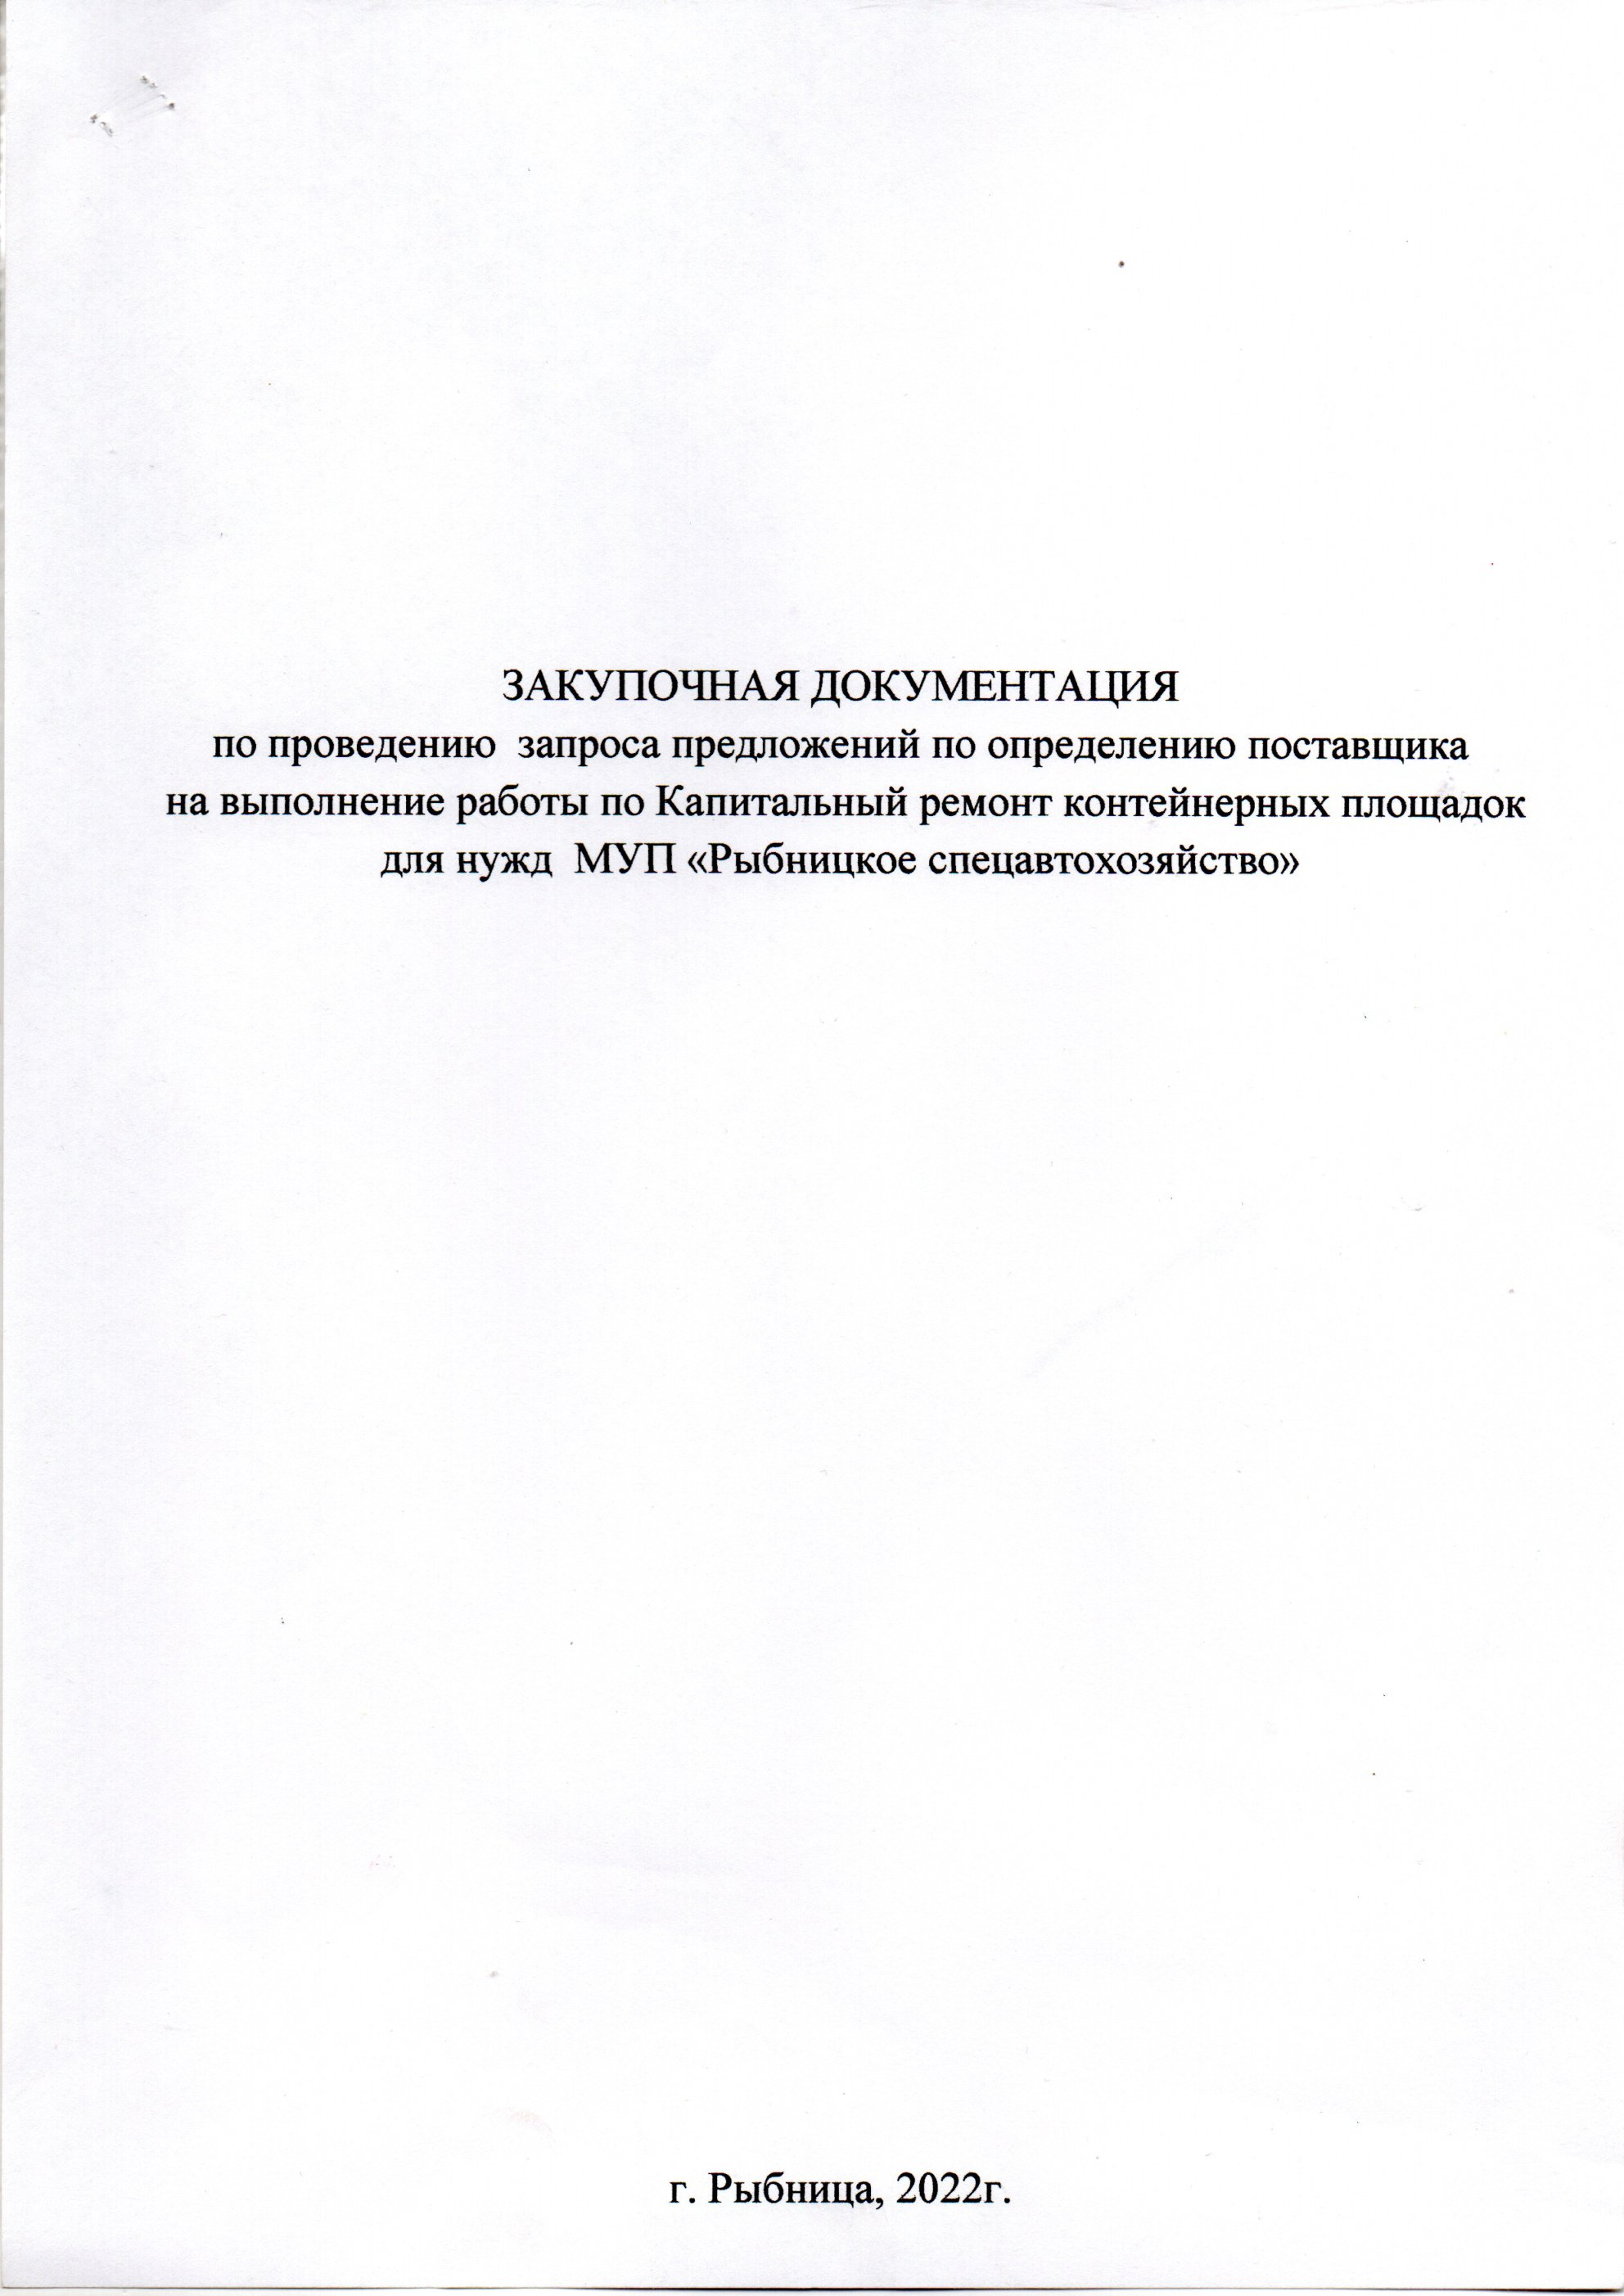 ЗАКУПОЧНАЯ ДОКУМЕНТАЦИЯ
по проведению запроса предложений по определению поставщика
на выполнение работы по Капитальный ремонт контейнерных площадок
для нужд МУП «Рыбницкое спецавтохозяйство»
г. Рыбница, 2022г.